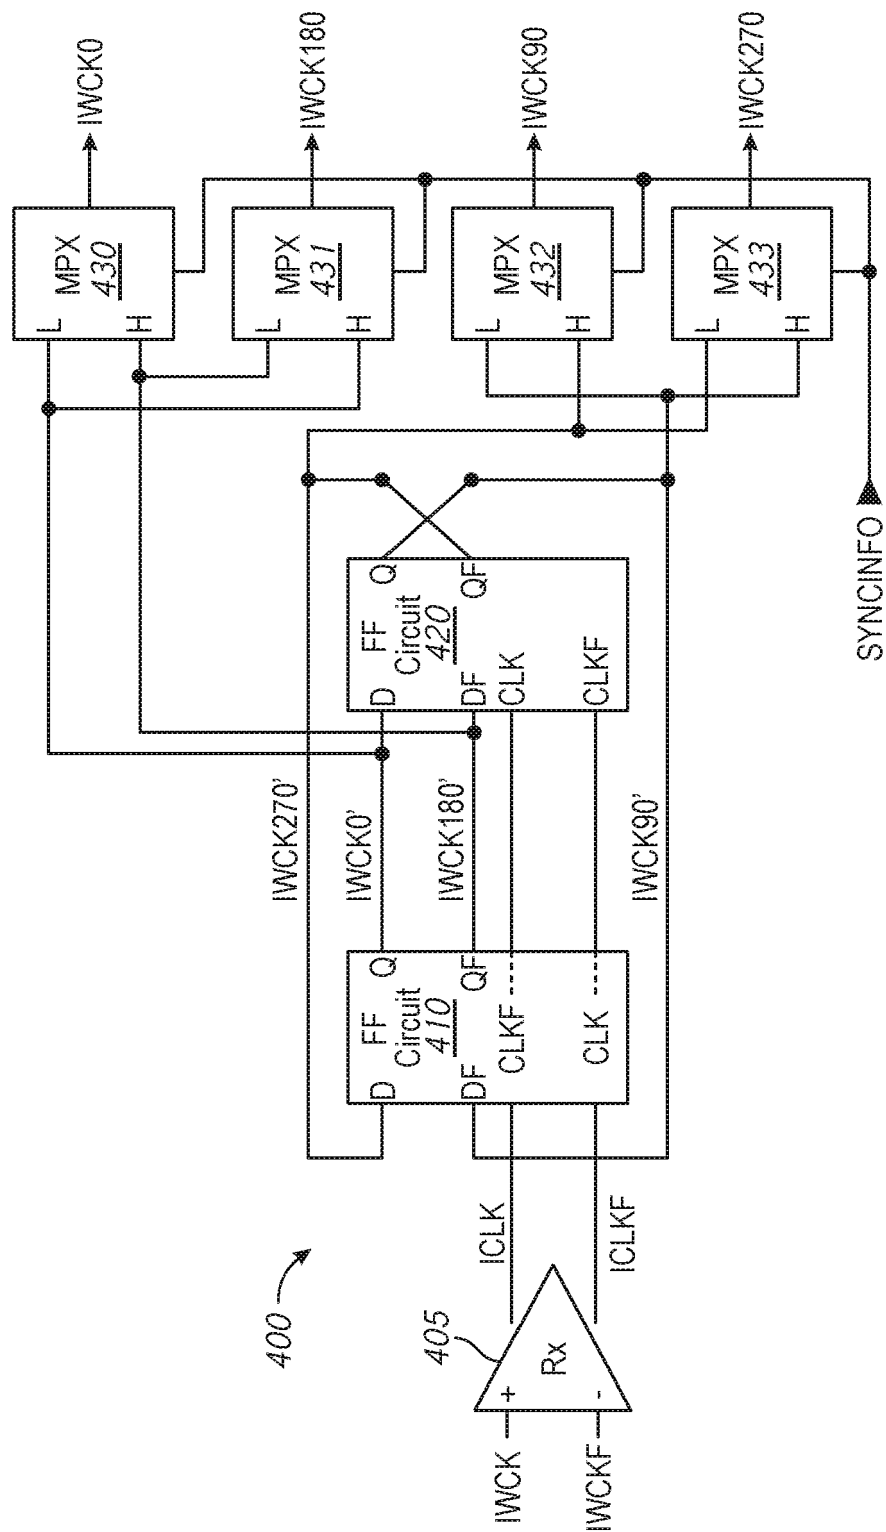 400
IWCK
IWCKF
+
-
Rx
405
ICLK
ICLKF
D
DF
FF
Circuit
410
CLKF
CLK
Q
QF
IWCK270'
IWCK0'
IWCK180'
IWCK90'
D
DF
FF
Circuit
420
CLK
CLKF
Q
QF
L
H
MPX
430
IWCK0
L
H
MPX
431
IWCK180
L
H
MPX
432
IWCK90
L
H
MPX
433
IWCK270
SYNCINFO